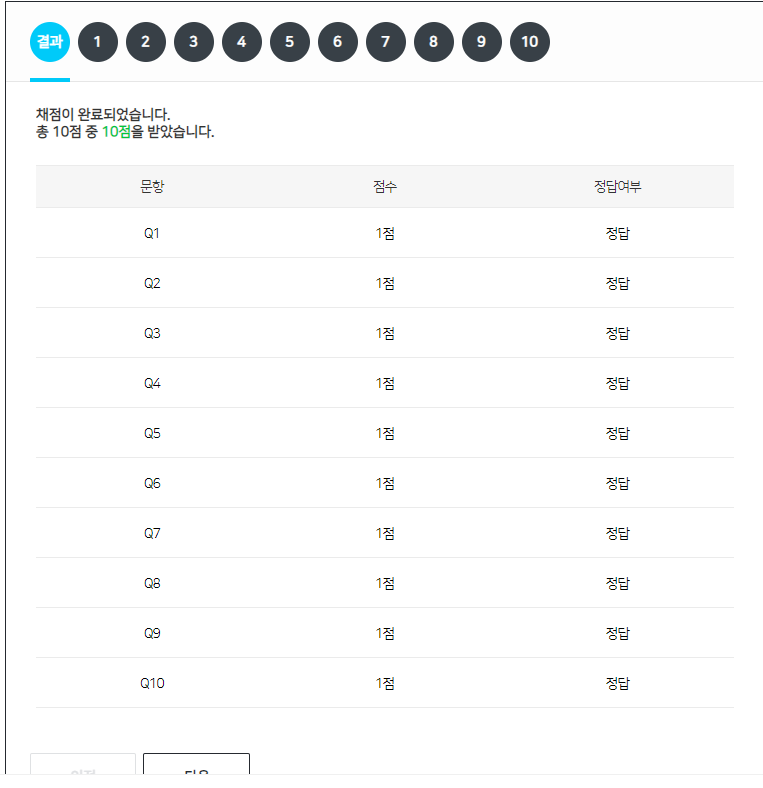 결과 1 2 3 4 5 6 7 8 9 10
채점이 완료되었습니다.
총 10점 중 10점을 받았습니다.
문항 점수 정답여부
Q1 1점 정답
Q2 1점 정답
Q3 1점 정답
Q4 1점 정답
Q5 1점 정답
Q6 1점 정답
Q7 1점 정답
Q8 1점 정답
Q9 1점 정답
Q10 1점 정답